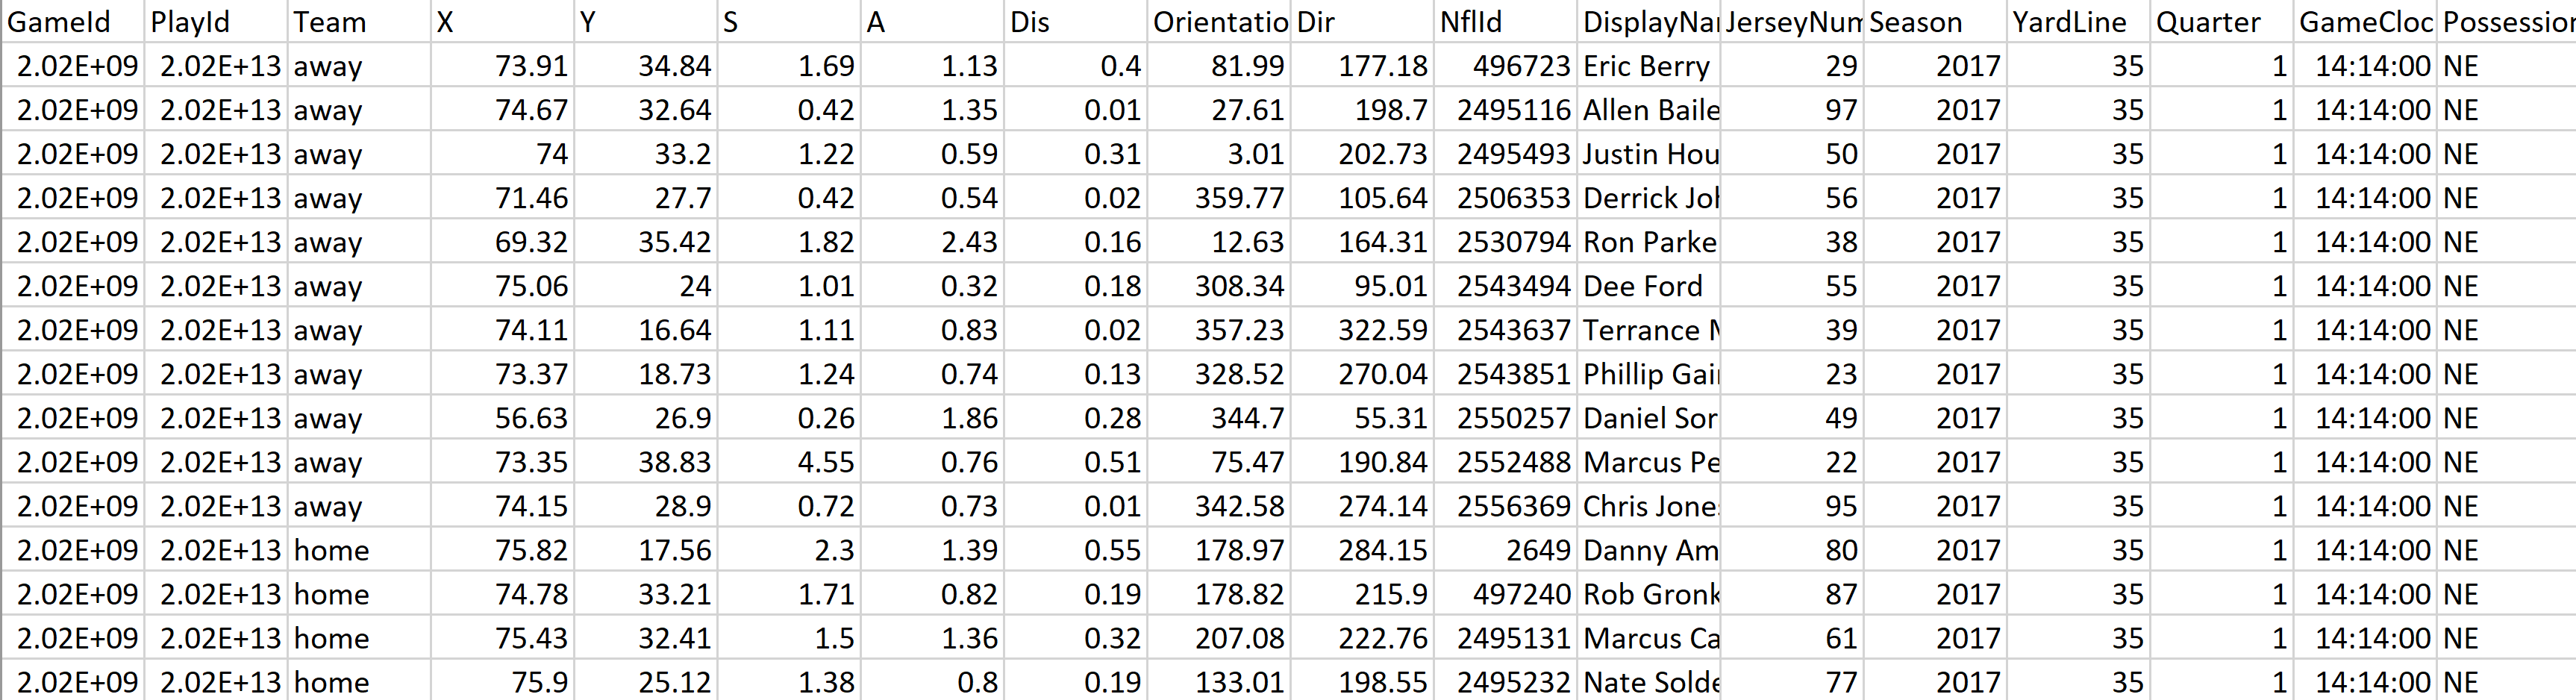 GameId PlayId Team X Y S A Dis Orientatio Dir NflId DisplayNa JerseyNum Season YardLine Quarter GameCloc Possession
2.02E+09 2.02E+13 away 73.91 34.84 1.69 1.13 0.4 81.99 177.18 496723 Eric Berry 29 2017 35 1 14:14:00 NE
2.02E+09 2.02E+13 away 74.67 32.64 0.42 1.35 0.01 27.61 198.7 2495116 Allen Baile 97 2017 35 1 14:14:00 NE
2.02E+09 2.02E+13 away 74 33.2 1.22 0.59 0.31 3.01 202.73 2495493 Justin Hou 50 2017 35 1 14:14:00 NE
2.02E+09 2.02E+13 away 71.46 27.7 0.42 0.54 0.02 359.77 105.64 2506353 Derrick Joh 56 2017 35 1 14:14:00 NE
2.02E+09 2.02E+13 away 69.32 35.42 1.82 2.43 0.16 12.63 164.31 2530794 Ron Parke 38 2017 35 1 14:14:00 NE
2.02E+09 2.02E+13 away 75.06 24 1.01 0.32 0.18 308.34 95.01 2543494 Dee Ford 55 2017 35 1 14:14:00 NE
2.02E+09 2.02E+13 away 74.11 16.64 1.11 0.83 0.02 357.23 322.59 2543637 Terrance M 39 2017 35 1 14:14:00 NE
2.02E+09 2.02E+13 away 73.37 18.73 1.24 0.74 0.13 328.52 270.04 2543851 Phillip Gai 23 2017 35 1 14:14:00 NE
2.02E+09 2.02E+13 away 56.63 26.9 0.26 1.86 0.28 344.7 55.31 2550257 Daniel Sor 49 2017 35 1 14:14:00 NE
2.02E+09 2.02E+13 away 73.35 38.83 4.55 0.76 0.51 75.47 190.84 2552488 Marcus Pe 22 2017 35 1 14:14:00 NE
2.02E+09 2.02E+13 away 74.15 28.9 0.72 0.73 0.01 342.58 274.14 2556369 Chris Jones 95 2017 35 1 14:14:00 NE
2.02E+09 2.02E+13 home 75.82 17.56 2.3 1.39 0.55 178.97 284.15 2649 Danny Am 80 2017 35 1 14:14:00 NE
2.02E+09 2.02E+13 home 74.78 33.21 1.71 0.82 0.19 178.82 215.9 497240 Rob Gronk 87 2017 35 1 14:14:00 NE
2.02E+09 2.02E+13 home 75.43 32.41 1.5 1.36 0.32 207.08 222.76 2495131 Marcus Ca 61 2017 35 1 14:14:00 NE
2.02E+09 2.02E+13 home 75.9 25.12 1.38 0.8 0.19 133.01 198.55 2495232 Nate Solde 77 2017 35 1 14:14:00 NE